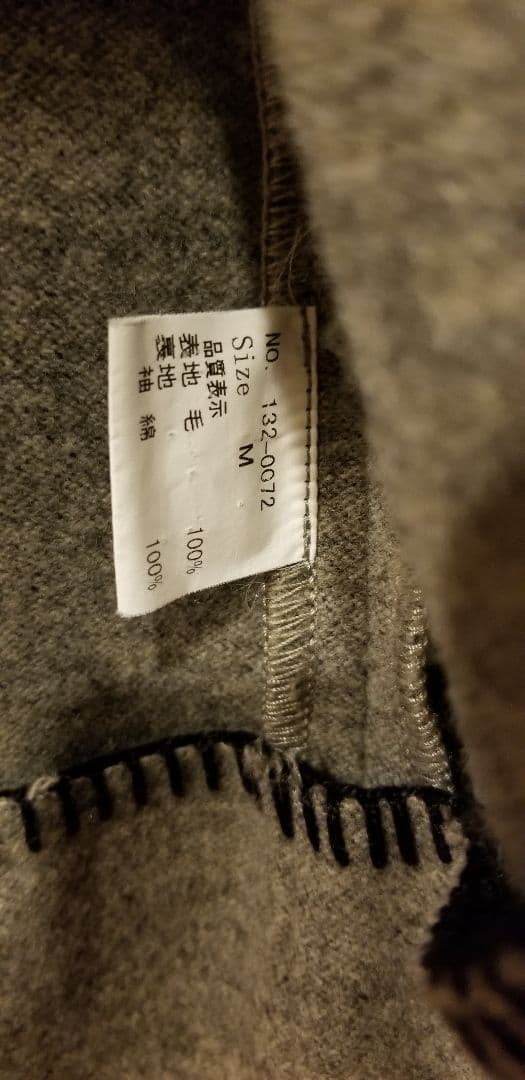 NO. 132-0072
Size M
品質表示
表地 毛 100%
裏地
袖 綿 100%